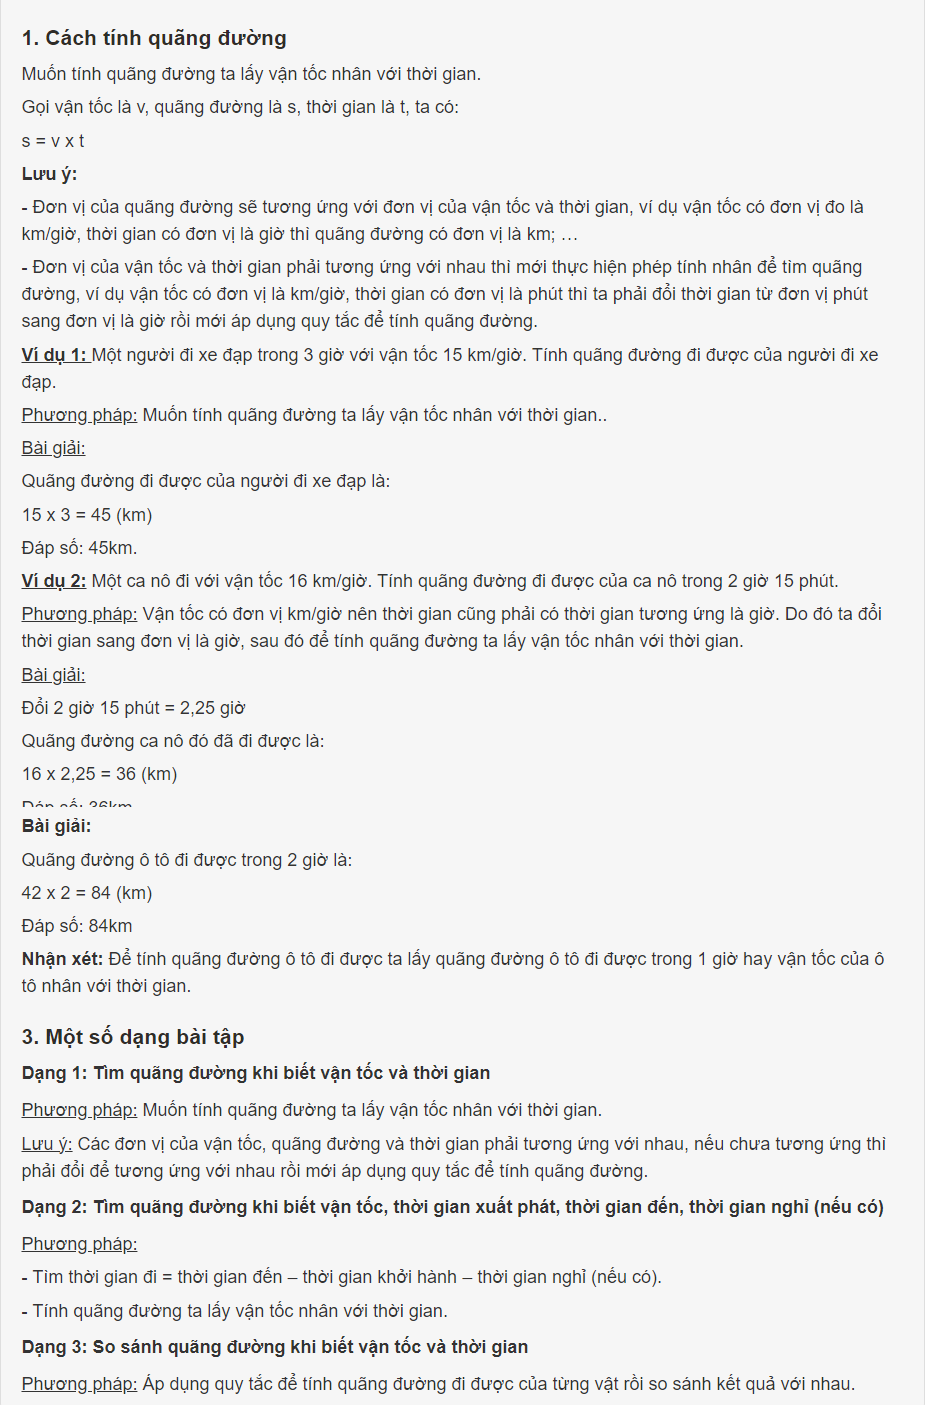 1. Cách tính quãng đường
Muốn tính quãng đường ta lấy vận tốc nhân với thời gian.
Gọi vận tốc là v, quãng đường là s, thời gian là t, ta có:
s = v x t
Lưu ý:
- Đơn vị của quãng đường sẽ tương ứng với đơn vị của vận tốc và thời gian, ví dụ vận tốc có đơn vị đo là
km/giờ, thời gian có đơn vị là giờ thì quãng đường có đơn vị là km; …
- Đơn vị của vận tốc và thời gian phải tương ứng với nhau thì mới thực hiện phép tính nhân để tìm quãng
đường, ví dụ vận tốc có đơn vị là km/giờ, thời gian có đơn vị là phút thì ta phải đổi thời gian từ đơn vị phút
sang đơn vị là giờ rồi mới áp dụng quy tắc để tính quãng đường.
Ví dụ 1: Một người đi xe đạp trong 3 giờ với vận tốc 15 km/giờ. Tính quãng đường đi được của người đi xe
đạp.
Phương pháp: Muốn tính quãng đường ta lấy vận tốc nhân với thời gian..
Bài giải:
Quãng đường đi được của người đi xe đạp là:
15 x 3 = 45 (km)
Đáp số: 45km.
Ví dụ 2: Một ca nô đi với vận tốc 16 km/giờ. Tính quãng đường đi được của ca nô trong 2 giờ 15 phút.
Phương pháp: Vận tốc có đơn vị km/giờ nên thời gian cũng phải có thời gian tương ứng là giờ. Do đó ta đổi
thời gian sang đơn vị là giờ, sau đó để tính quãng đường ta lấy vận tốc nhân với thời gian.
Bài giải:
Đổi 2 giờ 15 phút = 2,25 giờ
Quãng đường ca nô đó đã đi được là:
16 x 2,25 = 36 (km)
Đáp số: 36km
Bài giải:
Quãng đường ô tô đi được trong 2 giờ là:
42 x 2 = 84 (km)
Đáp số: 84km
Nhận xét: Để tính quãng đường ô tô đi được ta lấy quãng đường ô tô đi được trong 1 giờ hay vận tốc của ô
tô nhân với thời gian.
3. Một số dạng bài tập
Dạng 1: Tìm quãng đường khi biết vận tốc và thời gian
Phương pháp: Muốn tính quãng đường ta lấy vận tốc nhân với thời gian.
Lưu ý: Các đơn vị của vận tốc, quãng đường và thời gian phải tương ứng với nhau, nếu chưa tương ứng thì
phải đổi để tương ứng với nhau rồi mới áp dụng quy tắc để tính quãng đường.
Dạng 2: Tìm quãng đường khi biết vận tốc, thời gian xuất phát, thời gian đến, thời gian nghỉ (nếu có)
Phương pháp:
- Tìm thời gian đi = thời gian đến – thời gian khởi hành – thời gian nghỉ (nếu có).
- Tính quãng đường ta lấy vận tốc nhân với thời gian.
Dạng 3: So sánh quãng đường khi biết vận tốc và thời gian
Phương pháp: Áp dụng quy tắc để tính quãng đường đi được của từng vật rồi so sánh kết quả với nhau.